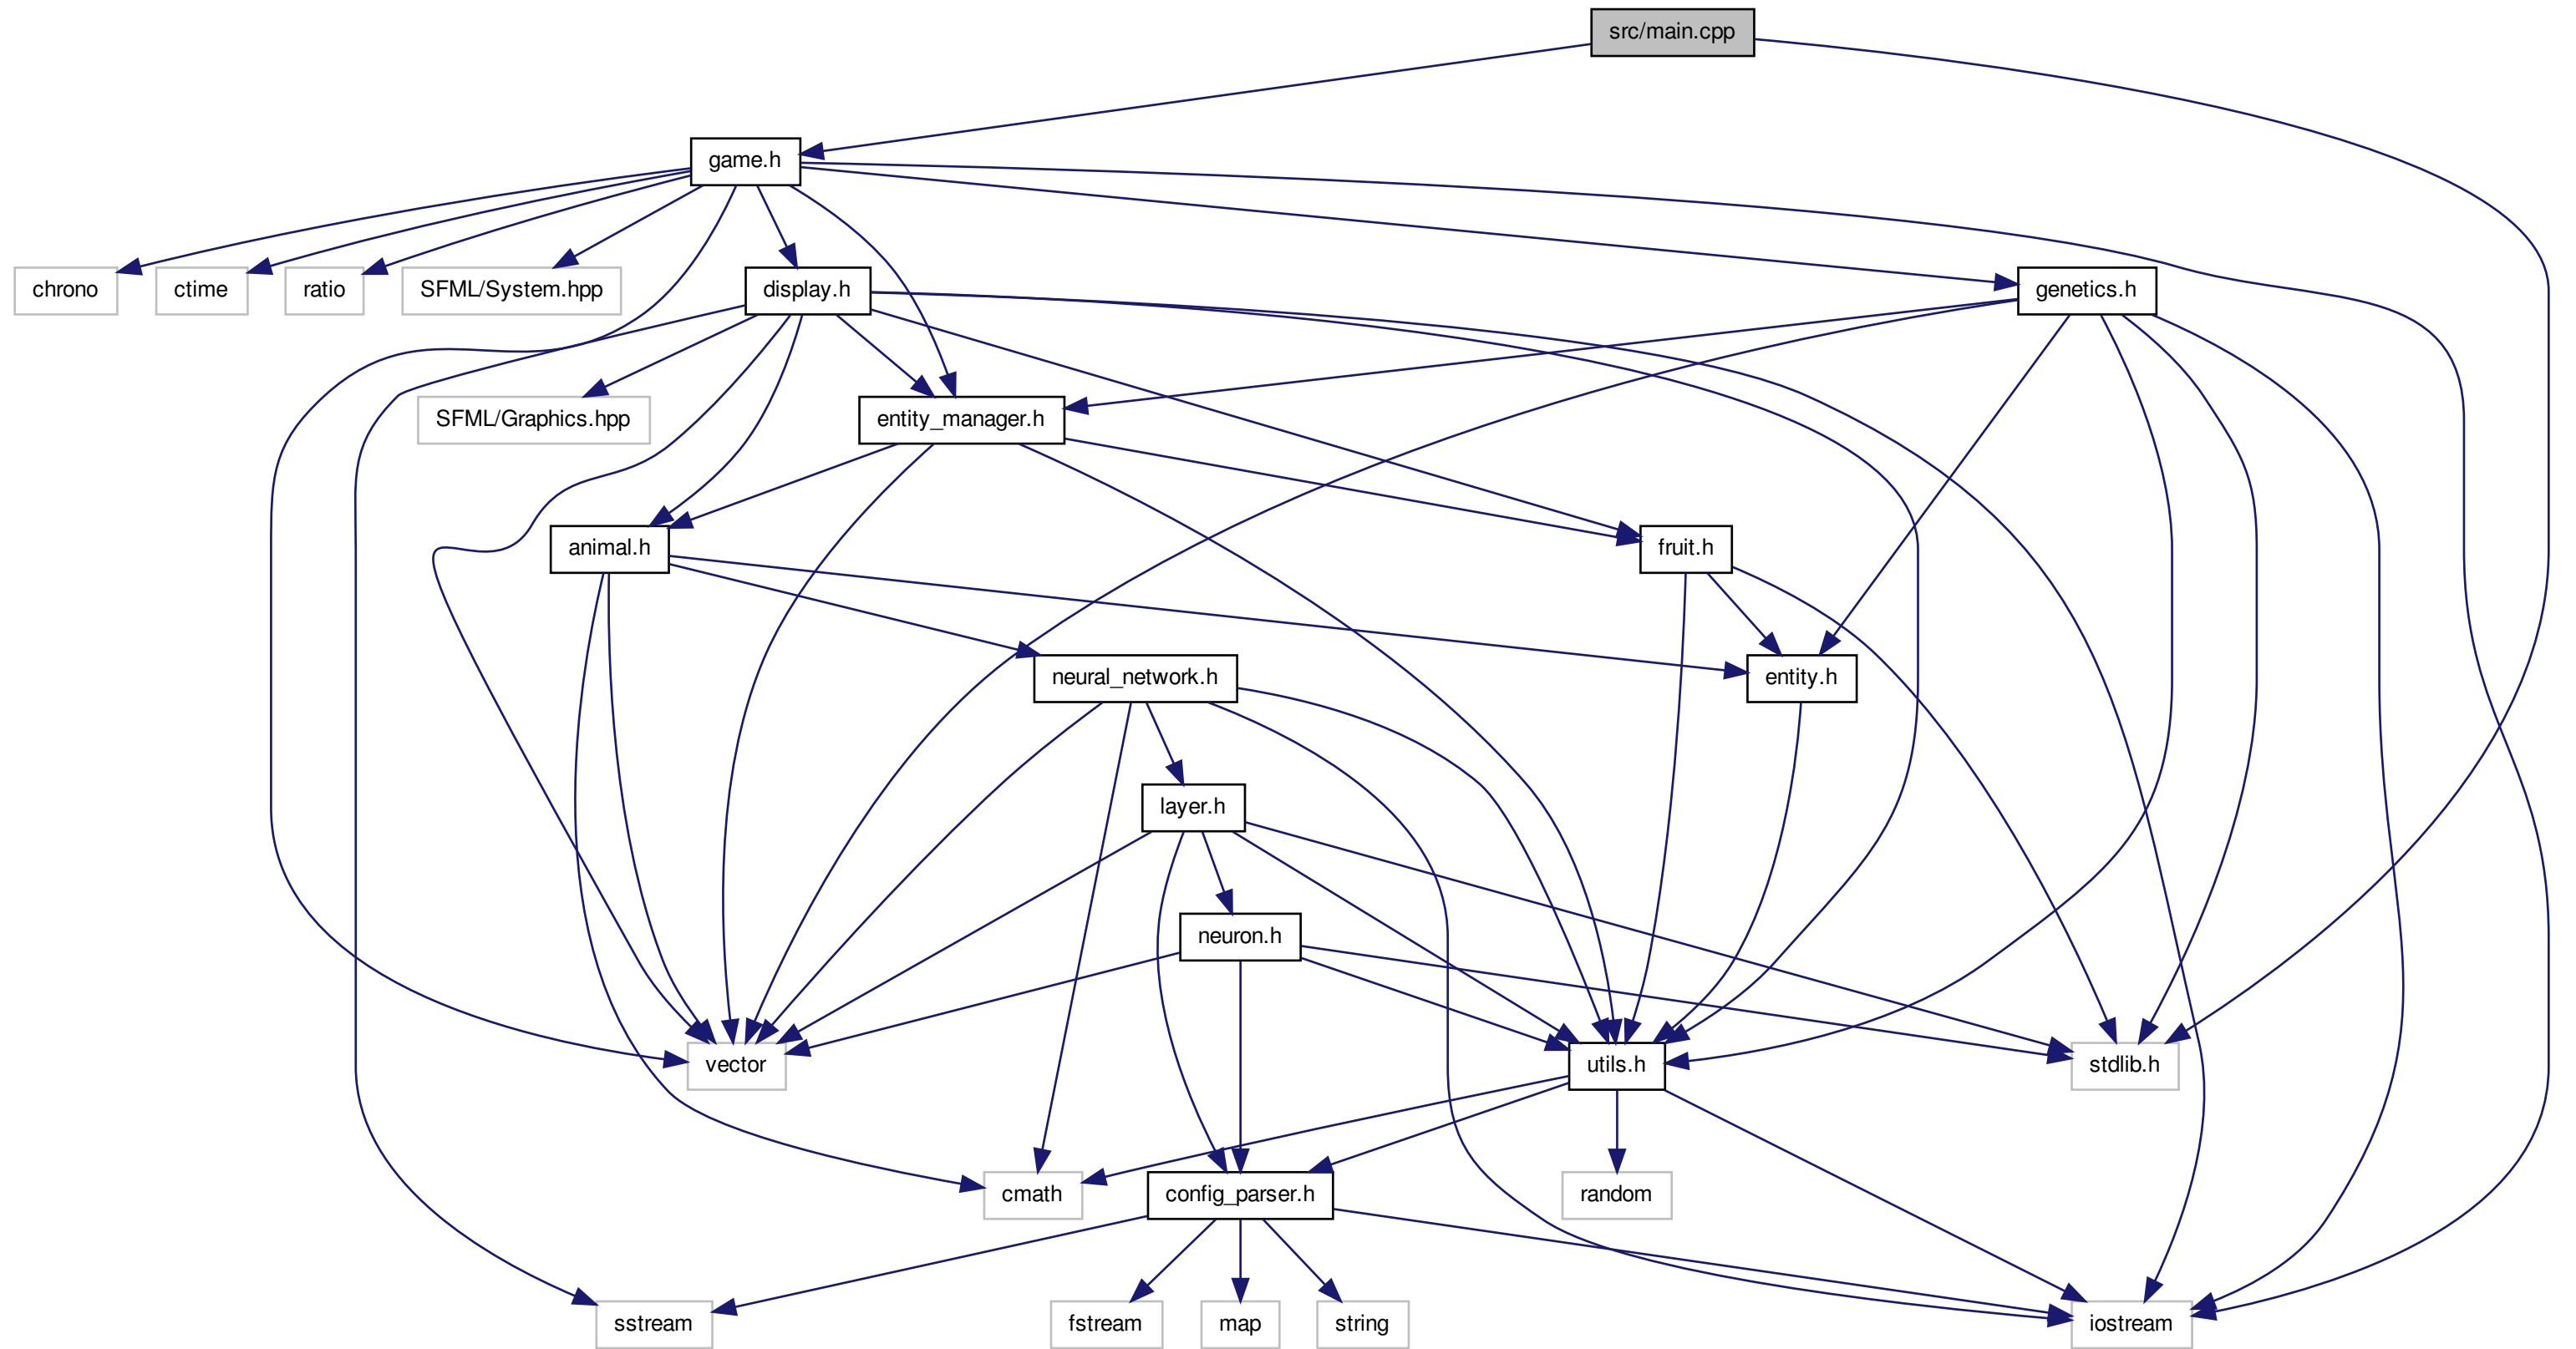 src/main.cpp
game.h
chrono
ctime
ratio
SFML/System.hpp
display.h
genetics.h
SFML/Graphics.hpp
entity_manager.h
animal.h
fruit.h
neural_network.h
entity.h
layer.h
neuron.h
vector
utils.h
stdlib.h
cmath
config_parser.h
random
sstream
fstream
map
string
iostream